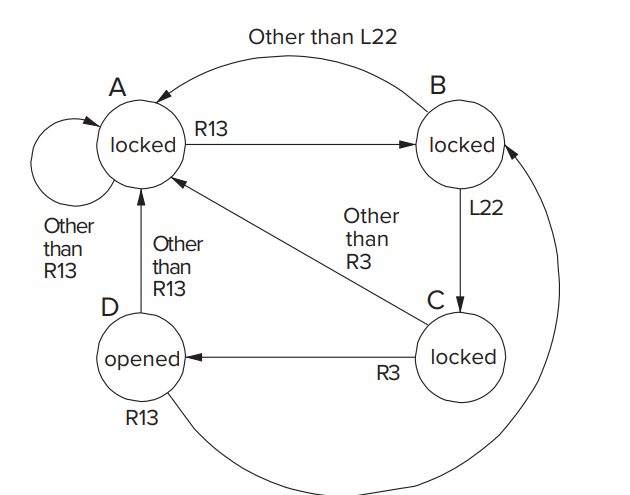 Other than L22
A
B
locked
R13
locked
Other
than
R13
Other
than
R13
Other
than
R3
L22
D
C
opened
locked
R3
R13